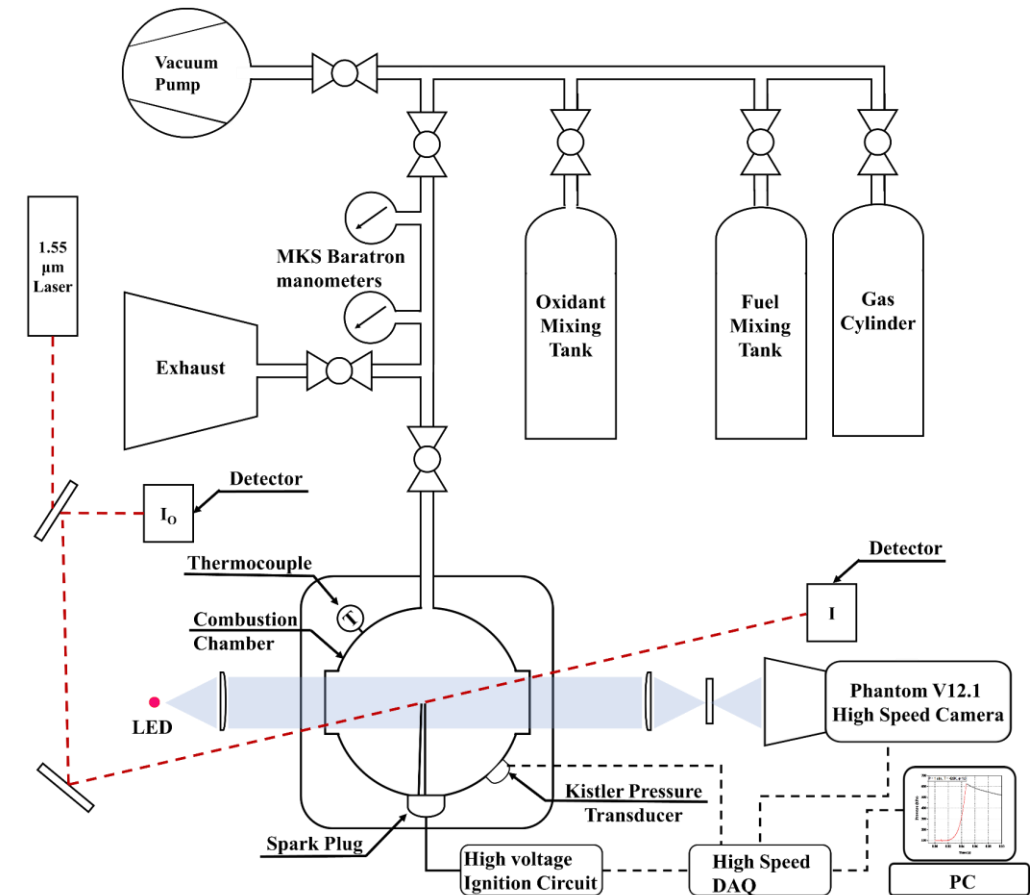 Vacuum
Pump
1.55
µm
Laser
MKS Baratron
manometers
Exhaust
Oxidant
Mixing
Tank
Fuel
Mixing
Tank
Gas
Cylinder
Detector
I_O
Thermocouple
T
Combustion
Chamber
Detector
I
LED
Phantom V12.1
High Speed Camera
Kistler Pressure
Transducer
Spark Plug
High voltage
Ignition Circuit
High Speed
DAQ
PC